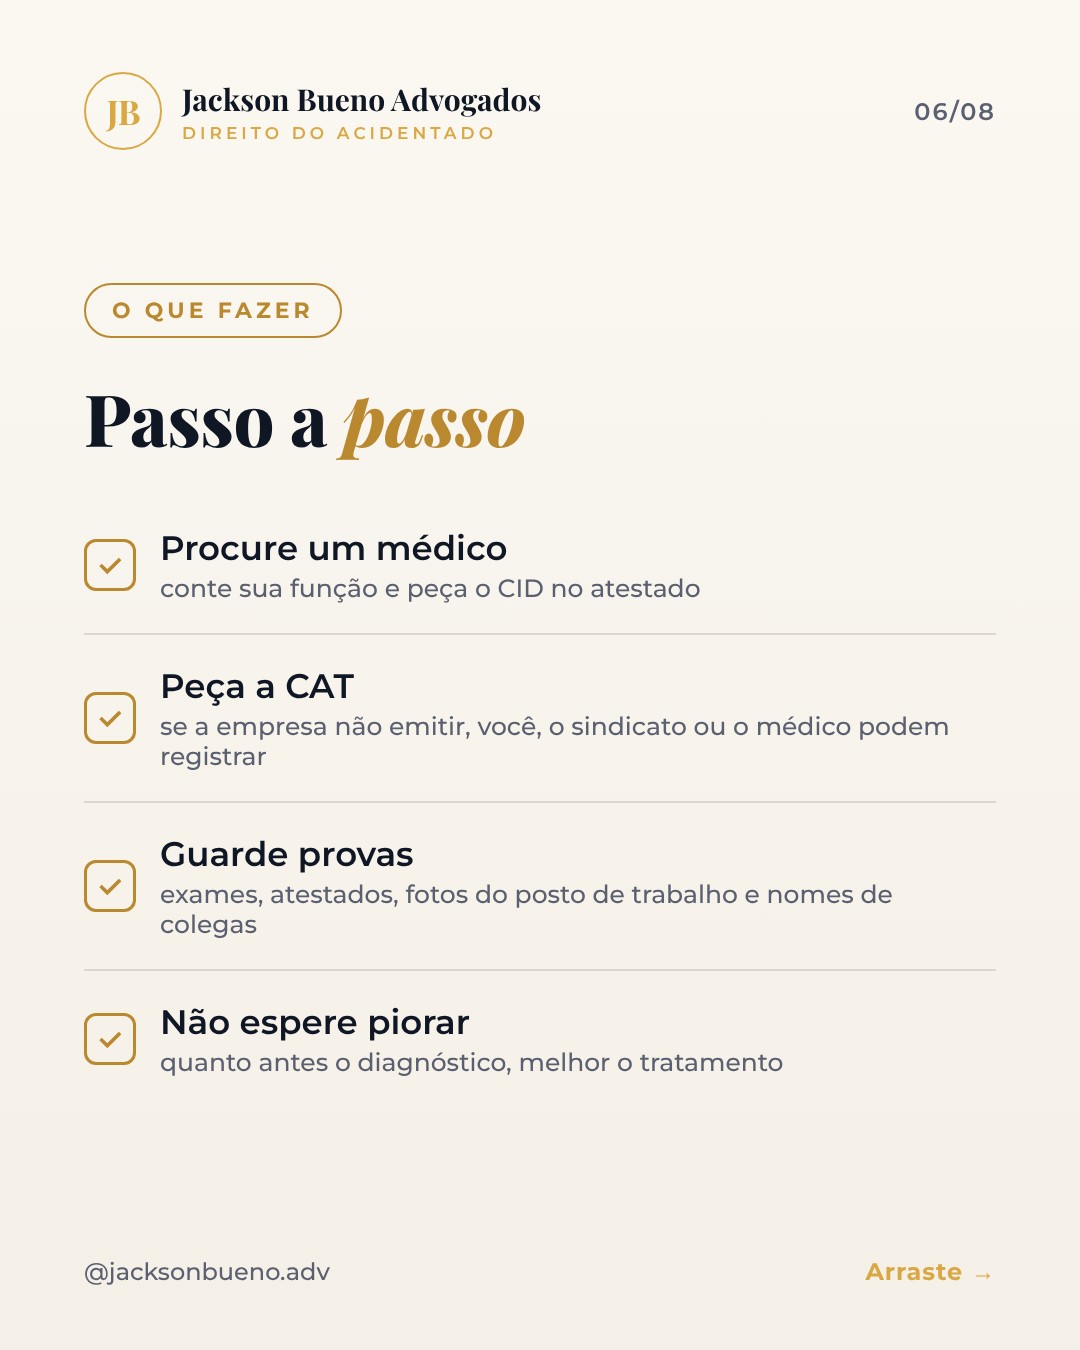 JB
Jackson Bueno Advogados
DIREITO DO ACIDENTADO
06/08
O QUE FAZER
Passo a passo
Procure um médico
conte sua função e peça o CID no atestado
Peça a CAT
se a empresa não emitir, você, o sindicato ou o médico podem
registrar
Guarde provas
exames, atestados, fotos do posto de trabalho e nomes de
colegas
Não espere piorar
quanto antes o diagnóstico, melhor o tratamento
@jacksonbueno.adv
Arraste →